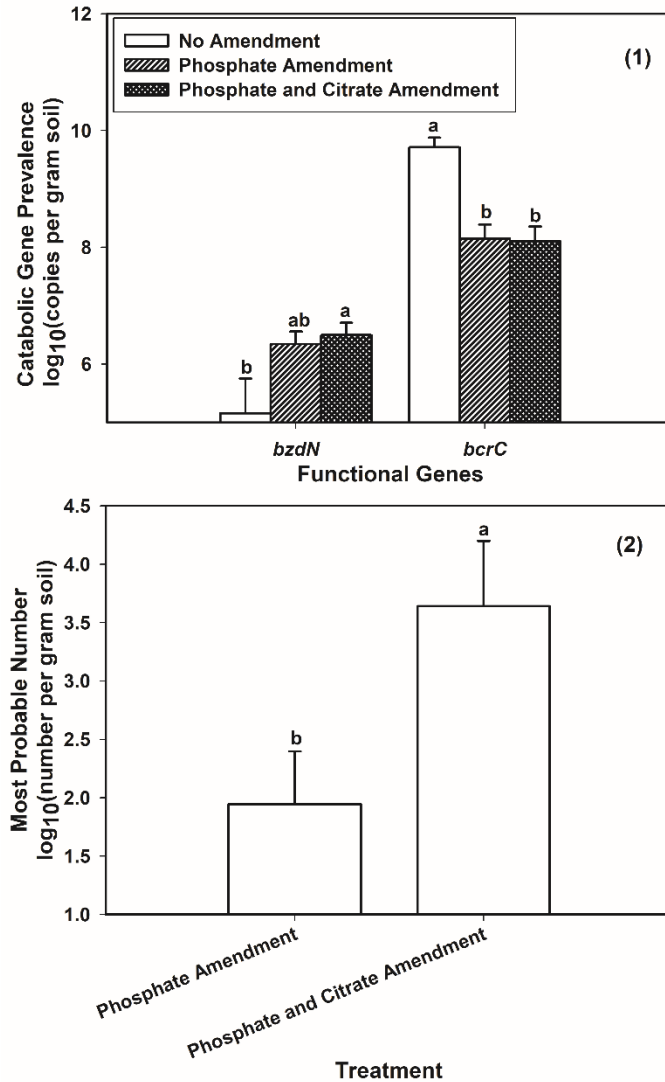 12
No Amendment
Phosphate Amendment
Phosphate and Citrate Amendment
(1)
Catabolic Gene Prevalence
log10(copies per gram soil)
10
8
6
b
ab
a
a
b
b
bzdN
bcrC
Functional Genes
4.5
(2)
Most Probable Number
log10(number per gram soil)
4.0
3.5
3.0
2.5
2.0
1.5
1.0
b
a
Phosphate Amendment
Phosphate and Citrate Amendment
Treatment